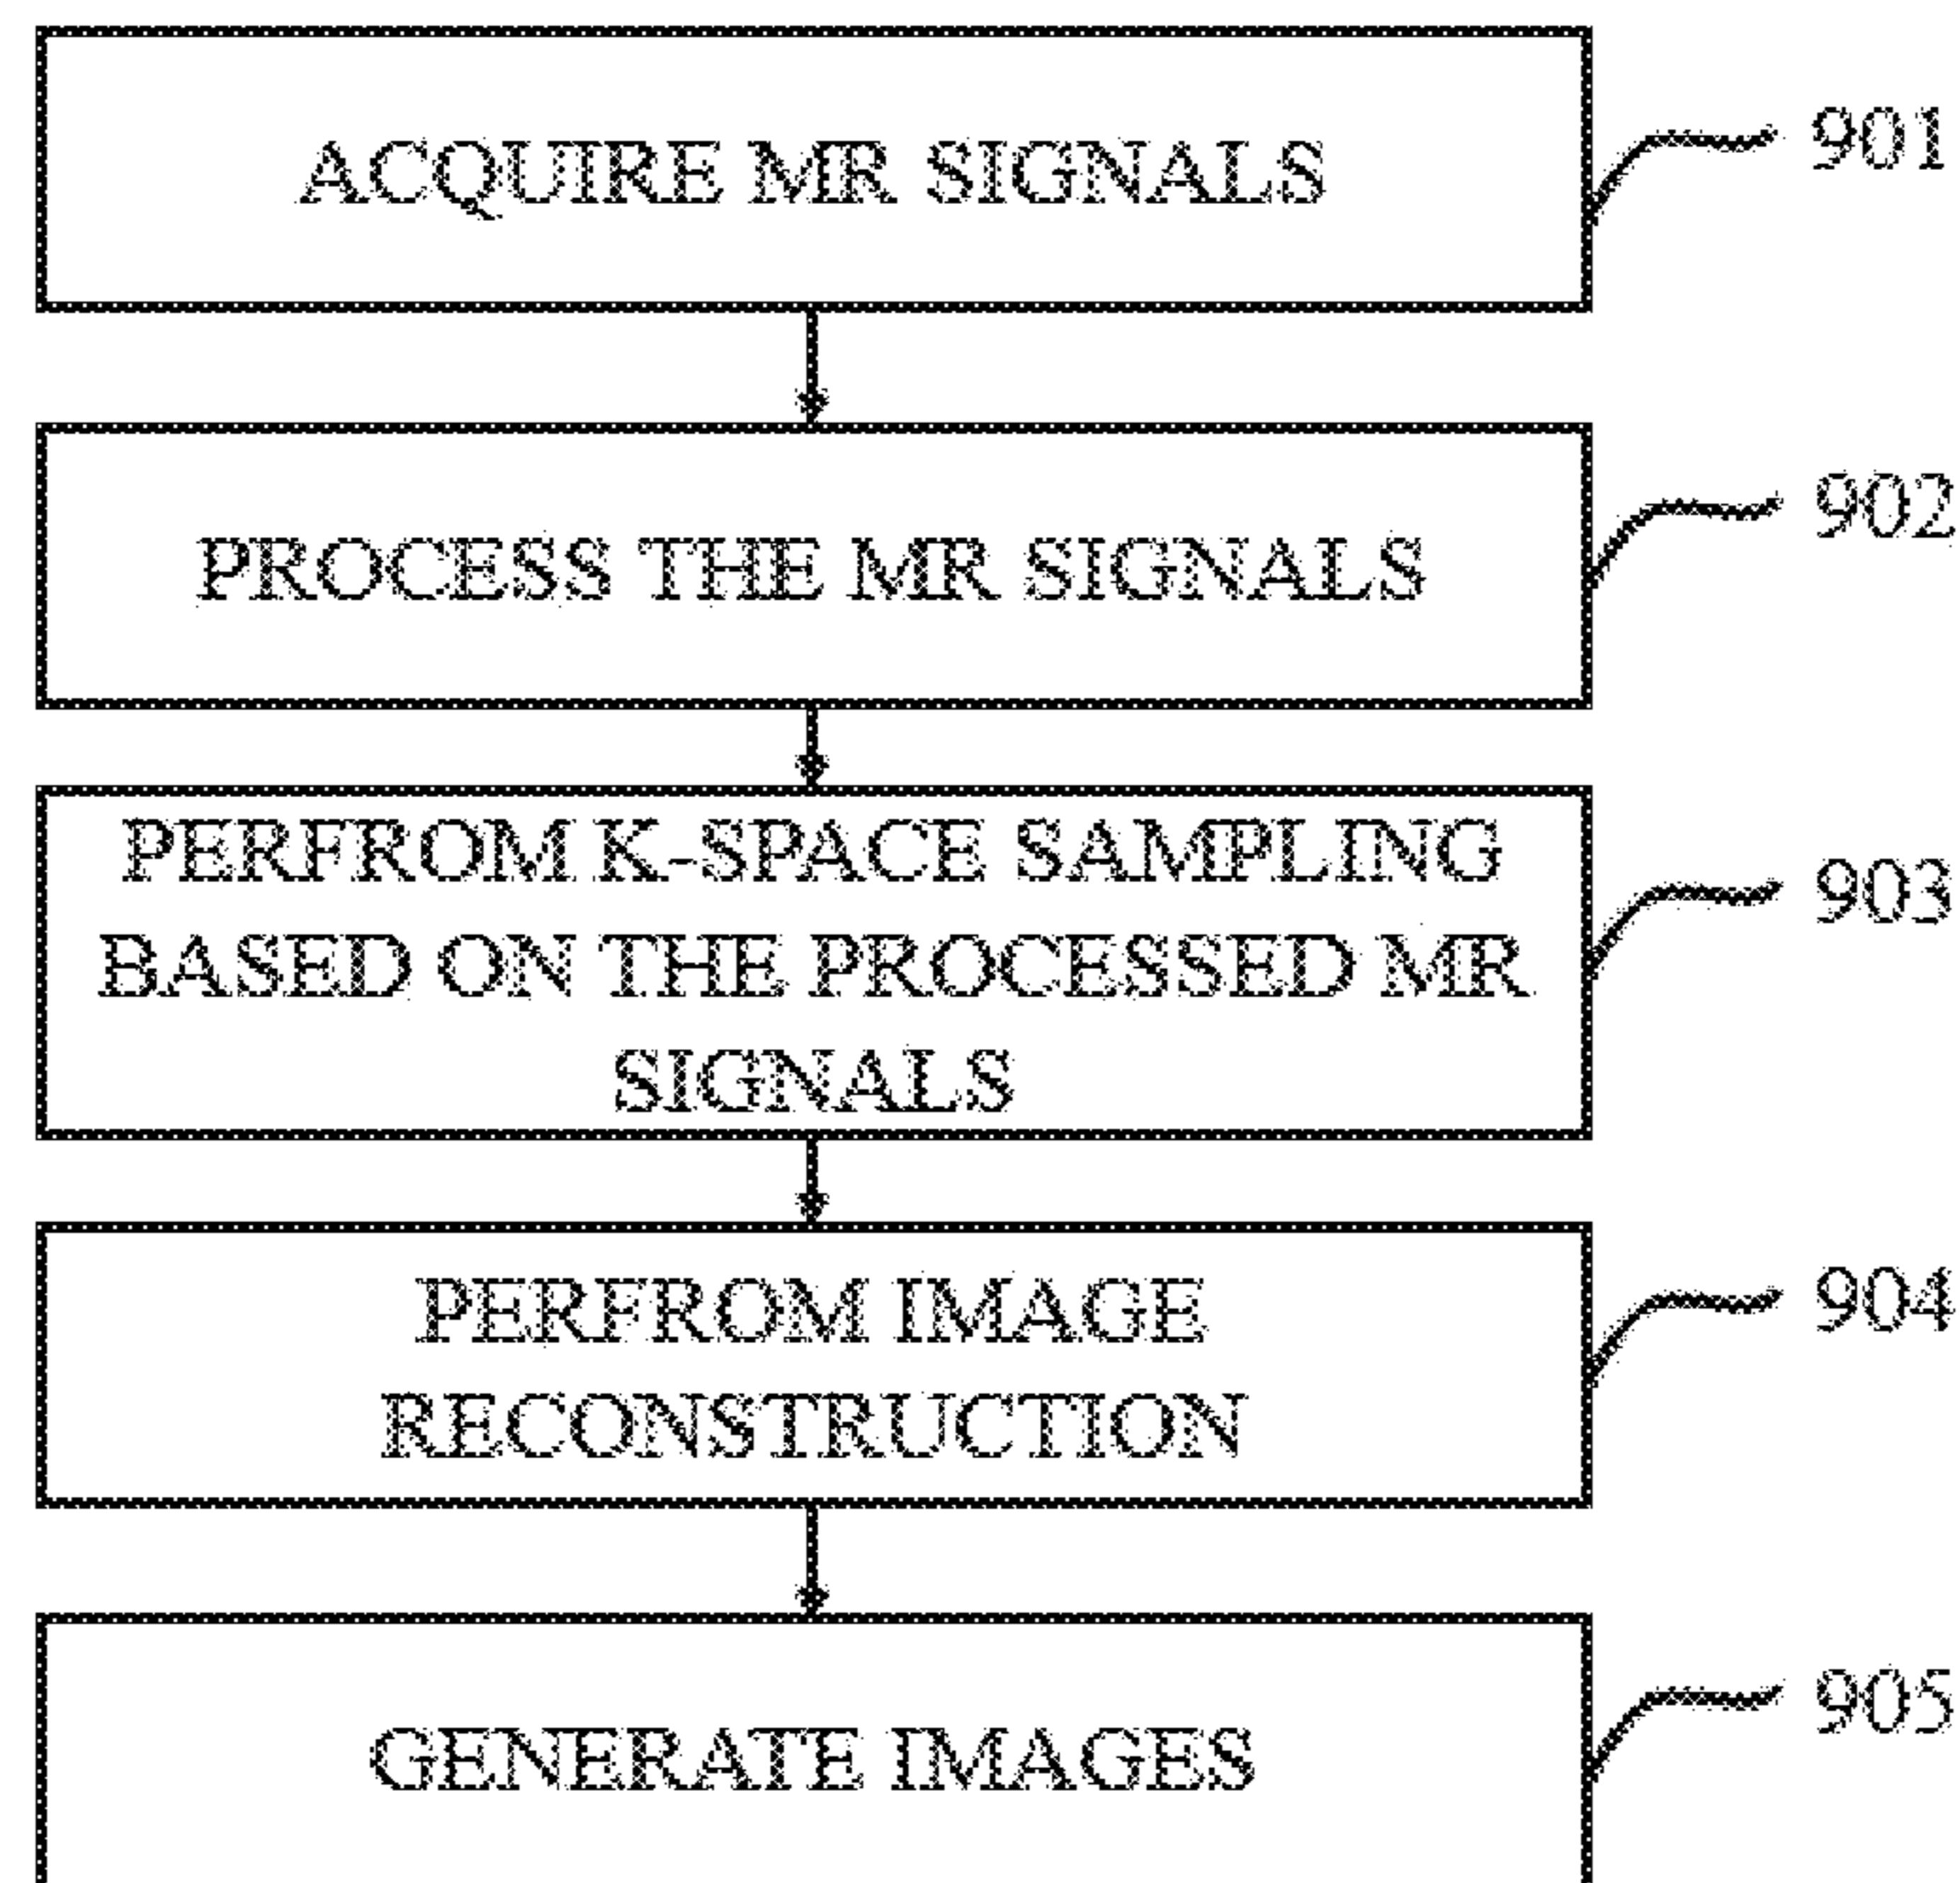 ACQUIRE MR SIGNALS
901
PROCESS THE MR SIGNALS
902
PERFROM K-SPACE SAMPLING
BASED ON THE PROCESSED MR
SIGNALS
903
PERFROM IMAGE
RECONSTRUCTION
904
GENERATE IMAGES
905